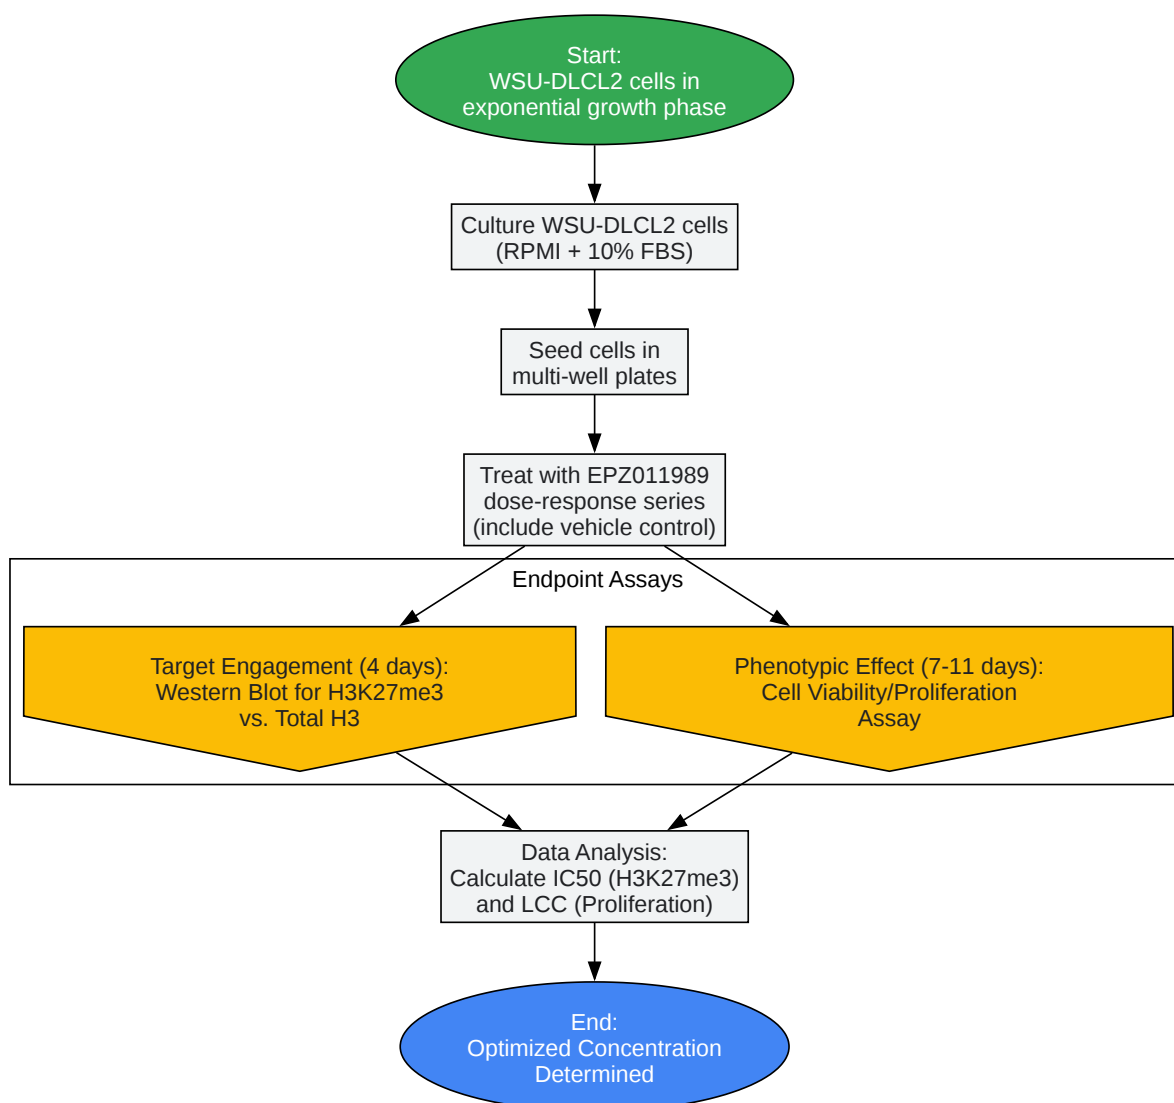 Start:
WSU-DLCL2 cells in
exponential growth phase
Culture WSU-DLCL2 cells
(RPMI + 10% FBS)
Seed cells in
multi-well plates
Treat with EPZ011989
dose-response series
(include vehicle control)
Endpoint Assays
Target Engagement (4 days):
Western Blot for H3K27me3
vs. Total H3
Phenotypic Effect (7-11 days):
Cell Viability/Proliferation
Assay
Data Analysis:
Calculate IC50 (H3K27me3)
and LCC (Proliferation)
End:
Optimized Concentration
Determined